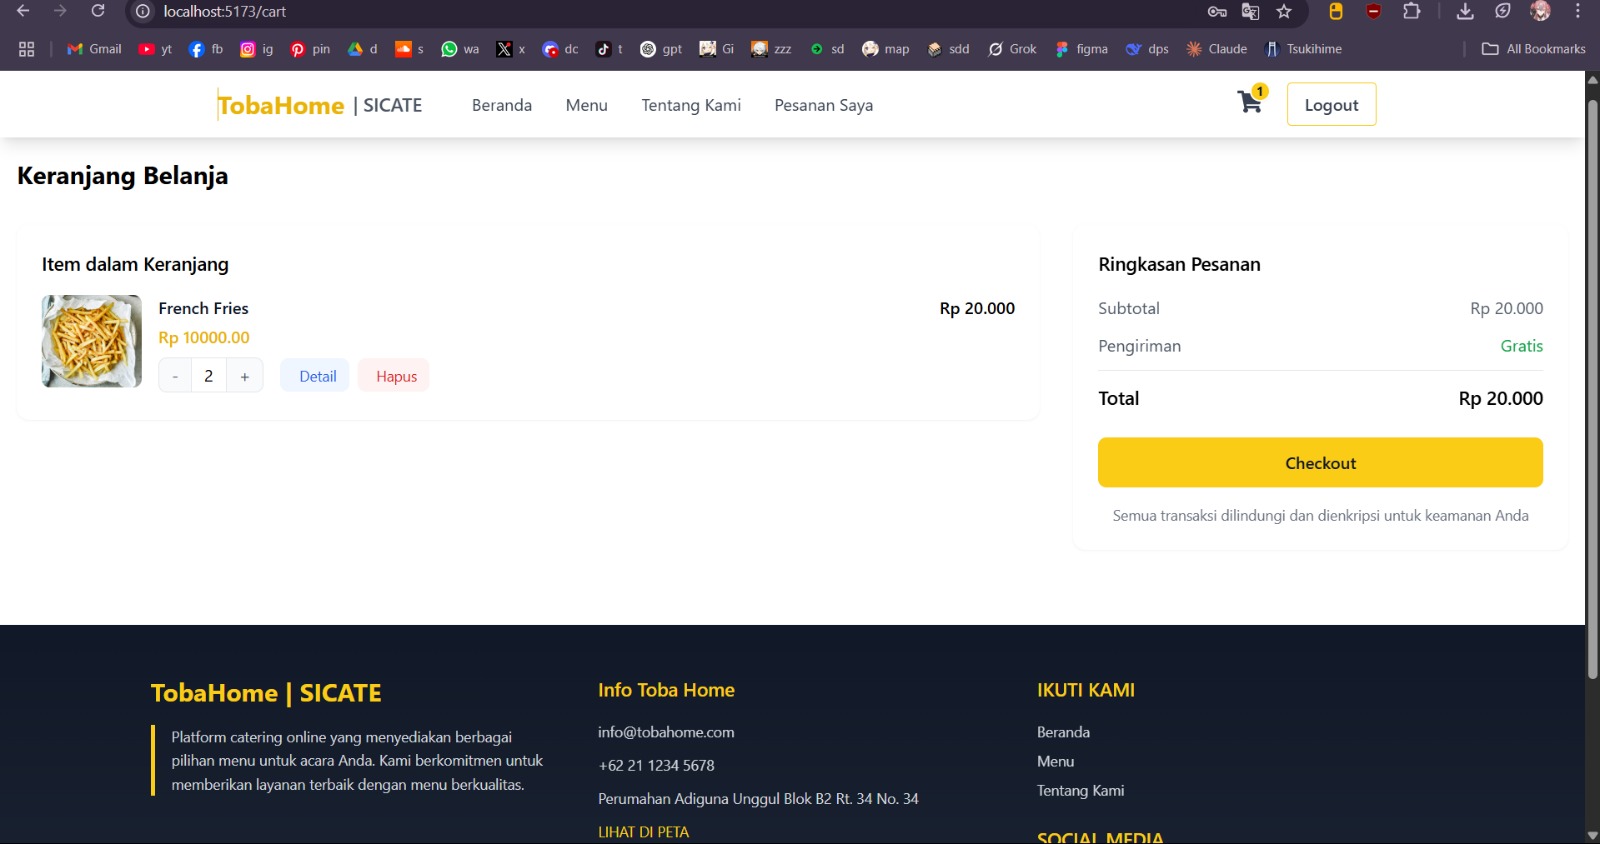 localhost:5173/cart
Gmail yt fb ig pin d s wa x dc t gpt Gi zzz sd map sdd Grok figma dps Claude Tsukihime All Bookmarks
TobaHome | SICATE Beranda Menu Tentang Kami Pesanan Saya 1 Logout
Keranjang Belanja
Item dalam Keranjang
French Fries Rp 20.000
Rp 10000.00
- 2 + Detail Hapus
Ringkasan Pesanan
Subtotal Rp 20.000
Pengiriman Gratis
Total Rp 20.000
Checkout
Semua transaksi dilindungi dan dienkripsi untuk keamanan Anda
TobaHome | SICATE
Platform catering online yang menyediakan berbagai
pilihan menu untuk acara Anda. Kami berkomitmen untuk
memberikan layanan terbaik dengan menu berkualitas.
Info Toba Home
info@tobahome.com
+62 21 1234 5678
Perumahan Adiguna Unggul Blok B2 Rt. 34 No. 34
LIHAT DI PETA
IKUTI KAMI
Beranda
Menu
Tentang Kami
SOCIAL MEDIA